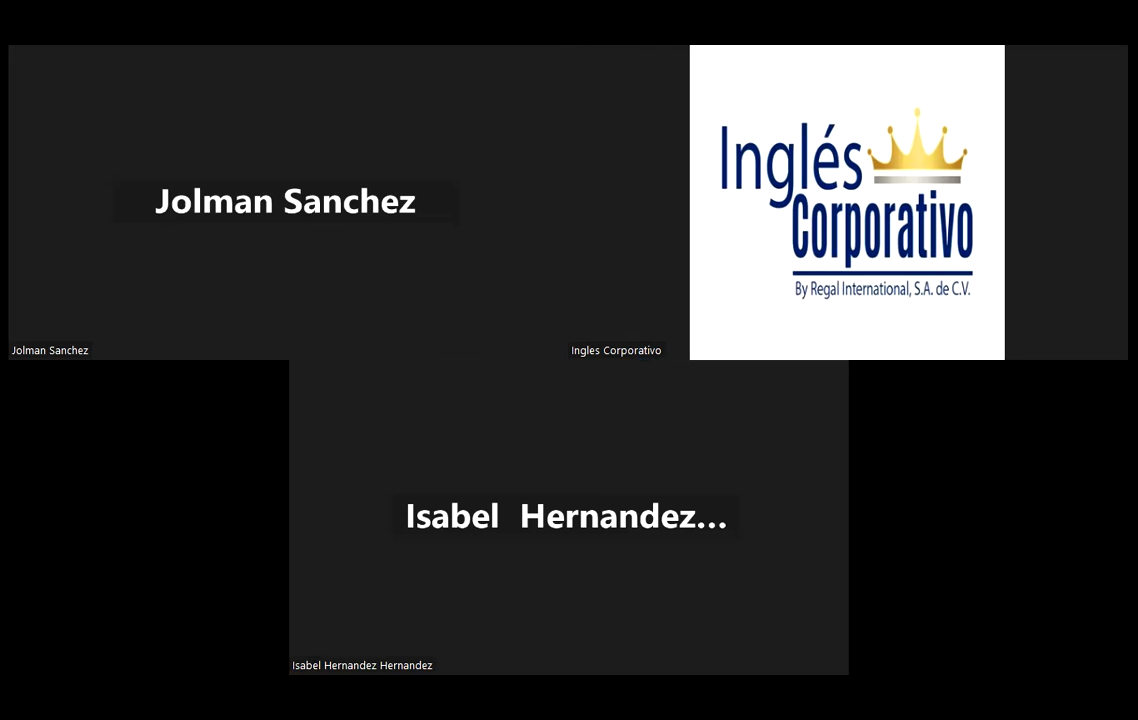 Jolman Sanchez
Inglés
Corporativo
By Regal International, S.A. de C.V.
Jolman Sanchez
Ingles Corporativo
Isabel Hernandez...
Isabel Hernandez Hernandez